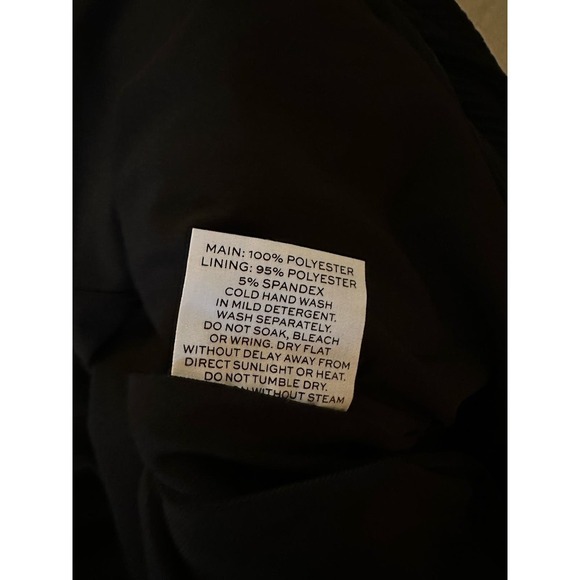 MAIN: 100% POLYESTER
LINING: 95% POLYESTER
5% SPANDEX
COLD HAND WASH
IN MILD DETERGENT.
WASH SEPARATELY.
DO NOT SOAK, BLEACH
OR WRING. DRY FLAT
WITHOUT DELAY AWAY FROM
DIRECT SUNLIGHT OR HEAT.
DO NOT TUMBLE DRY.
WITHOUT STEAM